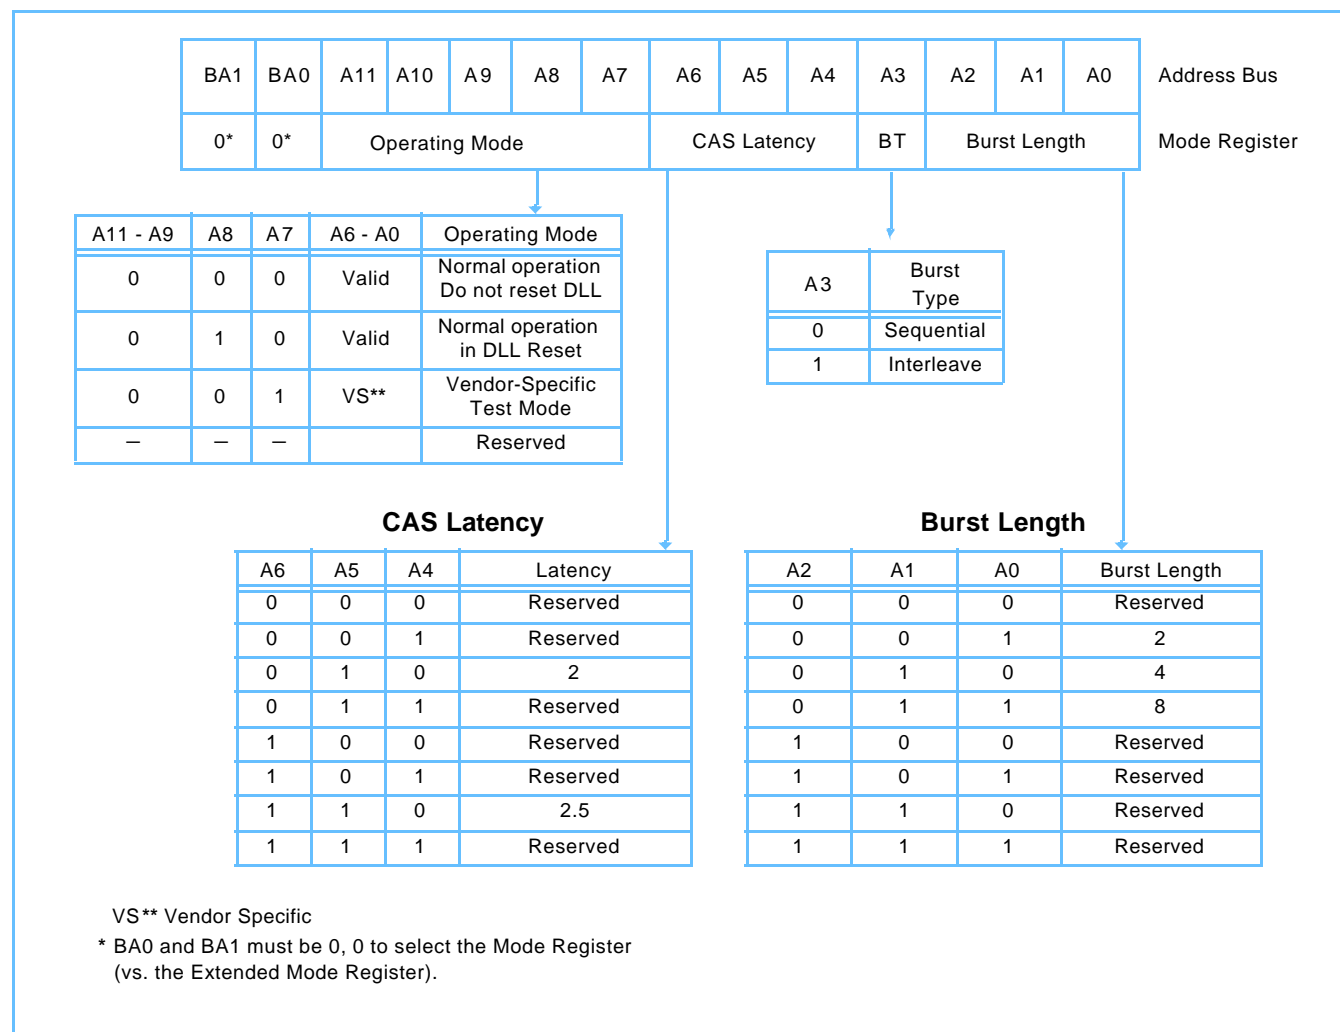 BA1 BA0 A11 A10 A9 A8 A7 A6 A5 A4 A3 A2 A1 A0 Address Bus
0* 0* Operating Mode CAS Latency BT Burst Length Mode Register
A11 - A9 A8 A7 A6 - A0 Operating Mode
0 0 0 Valid Normal operation
Do not reset DLL
0 1 0 Valid Normal operation
in DLL Reset
0 0 1 VS** Vendor-Specific
Test Mode
– – – Reserved
A3 Burst
Type
0 Sequential
1 Interleave
CAS Latency
A6 A5 A4 Latency
0 0 0 Reserved
0 0 1 Reserved
0 1 0 2
0 1 1 Reserved
1 0 0 Reserved
1 0 1 Reserved
1 1 0 2.5
1 1 1 Reserved
Burst Length
A2 A1 A0 Burst Length
0 0 0 Reserved
0 0 1 2
0 1 0 4
0 1 1 8
1 0 0 Reserved
1 0 1 Reserved
1 1 0 Reserved
1 1 1 Reserved
VS** Vendor Specific
* BA0 and BA1 must be 0, 0 to select the Mode Register
(vs. the Extended Mode Register).